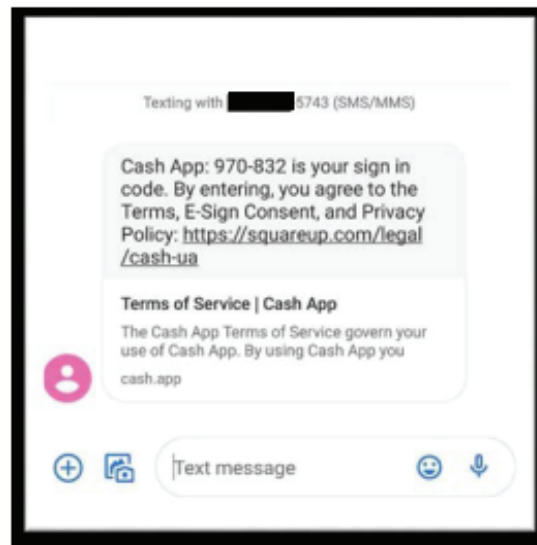 Texting with 5743 (SMS/MMS)
Cash App: 970-832 is your sign in
code. By entering, you agree to the
Terms, E-Sign Consent, and Privacy
Policy: https://squareup.com/legal
/cash-ua
Terms of Service | Cash App
The Cash App Terms of Service govern your
use of Cash App. By using Cash App you
cash.app
Text message